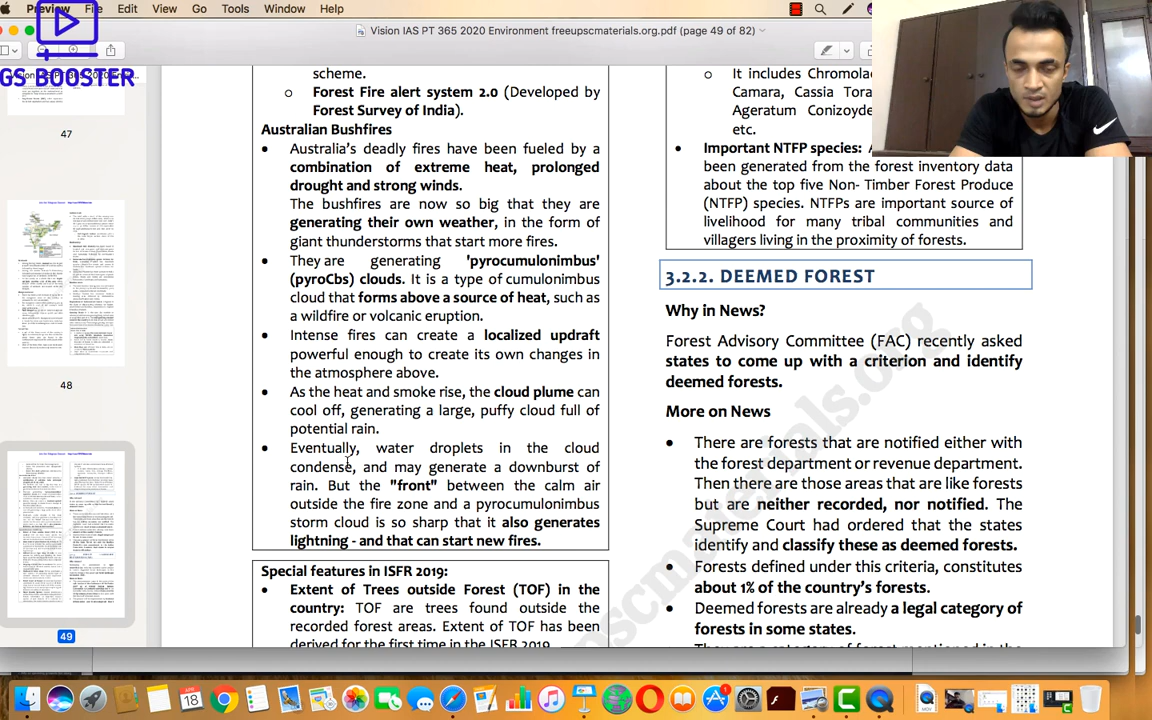 Preview File Edit View Go Tools Window Help
Vision IAS PT 365 2020 Environment freeupscmaterials.org.pdf (page 49 of 82)
GS BOOSTER
47
48
49
scheme.
o Forest Fire alert system 2.0 (Developed by
Forest Survey of India).
Australian Bushfires
• Australia's deadly fires have been fueled by a
combination of extreme heat, prolonged
drought and strong winds.
The bushfires are now so big that they are
generating their own weather, in the form of
giant thunderstorms that start more fires.
• They are generating 'pyrocumulonimbus'
(pyroCb) clouds. It is a type of cumulonimbus
cloud that forms above a source of heat, such as
a wildfire or volcanic eruption.
• Intense fires can create a localized updraft
powerful enough to create its own changes in
the atmosphere above.
• As the heat and smoke rise, the cloud plume can
cool off, generating a large, puffy cloud full of
potential rain.
• Eventually, water droplets in the cloud
condense, and may generate a downburst of
rain. But the "front" between the calm air
outside the fire zone and a pyrocumulonimbus
storm cloud is so sharp that it also generates
lightning - and that can start new fires.
Special features in ISFR 2019:
• Extent of Trees outside Forest (TOF) in the
country: TOF are trees found outside the
recorded forest areas. Extent of TOF has been
derived for the first time in the ISFR 2019.
o It includes
Camara, Cassia
Ageratum
etc.
• Important NTFP species:
been generated from the forest inventory data
about the top five Non- Timber Forest Produce
(NTFP) species. NTFPs are important source of
livelihood for many tribal communities and
villagers living in the proximity of forests.
3.2.2. DEEMED FOREST
Why in News?
Forest Advisory Committee (FAC) recently asked
states to come up with a criterion and identify
deemed forests.
More on News
• There are forests that are notified either with
the forest department or revenue department.
Then there are those areas that are like forests
but are neither recorded, nor notified. The
Supreme Court had ordered that the states
identify and classify these as deemed forests.
• Forests defined under this criteria, constitutes
about 1% of the country's forests.
• Deemed forests are already a legal category of
forests in some states.
APR
18